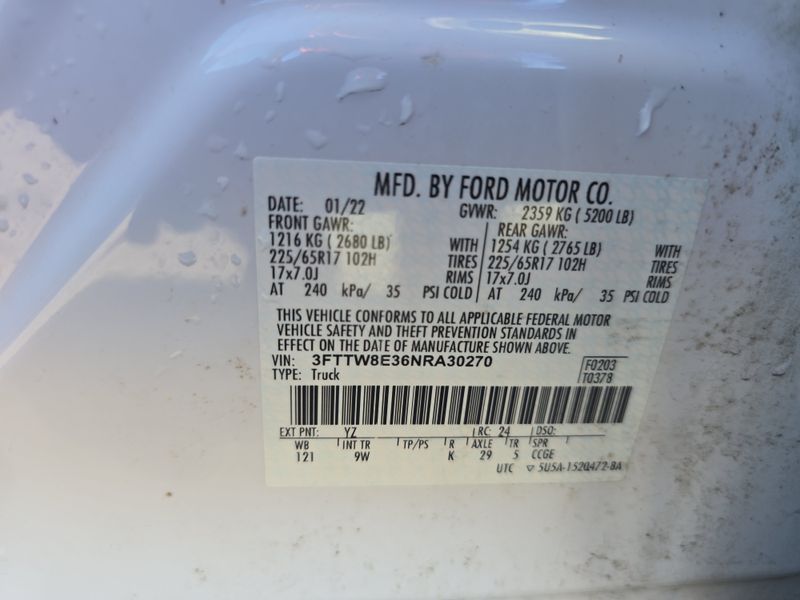 MFD. BY FORD MOTOR CO.
DATE: 01/22 GVWR: 2359 KG ( 5200 LB)
FRONT GAWR: REAR GAWR:
1216 KG ( 2680 LB) WITH 1254 KG ( 2765 LB) WITH
225/65R17 102H TIRES 225/65R17 102H TIRES
17x7.0J RIMS 17x7.0J RIMS
AT 240 kPa/ 35 PSI COLD AT 240 kPa/ 35 PSI COLD
THIS VEHICLE CONFORMS TO ALL APPLICABLE FEDERAL MOTOR
VEHICLE SAFETY AND THEFT PREVENTION STANDARDS IN
EFFECT ON THE DATE OF MANUFACTURE SHOWN ABOVE.
VIN: 3FTTW8E36NRA30270 F0203
TYPE: Truck T0378
EXT PNT: YZ RC: 24 DSO:
WB INT TR TP/PS R AXLE TR SPR
121 9W K 29 5 CCGE
UTC ▽ 5U5A-1520472-BA